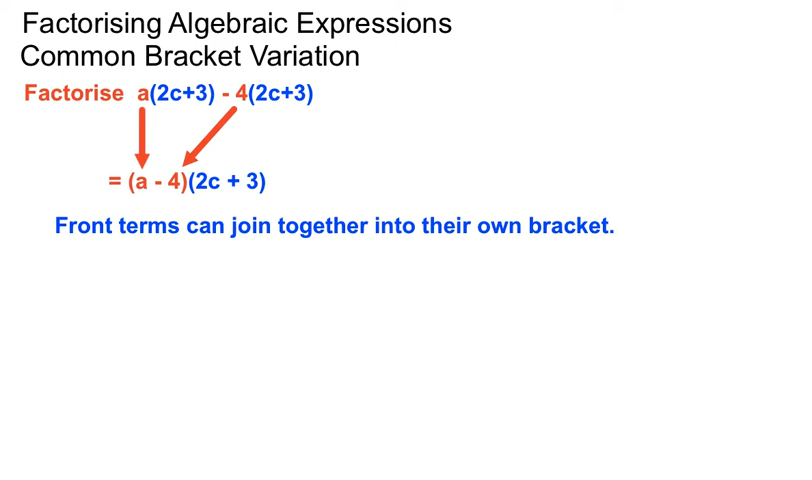 Factorising Algebraic Expressions
Common Bracket Variation
Factorise a(2c+3) - 4(2c+3)
= (a - 4)(2c + 3)
Front terms can join together into their own bracket.